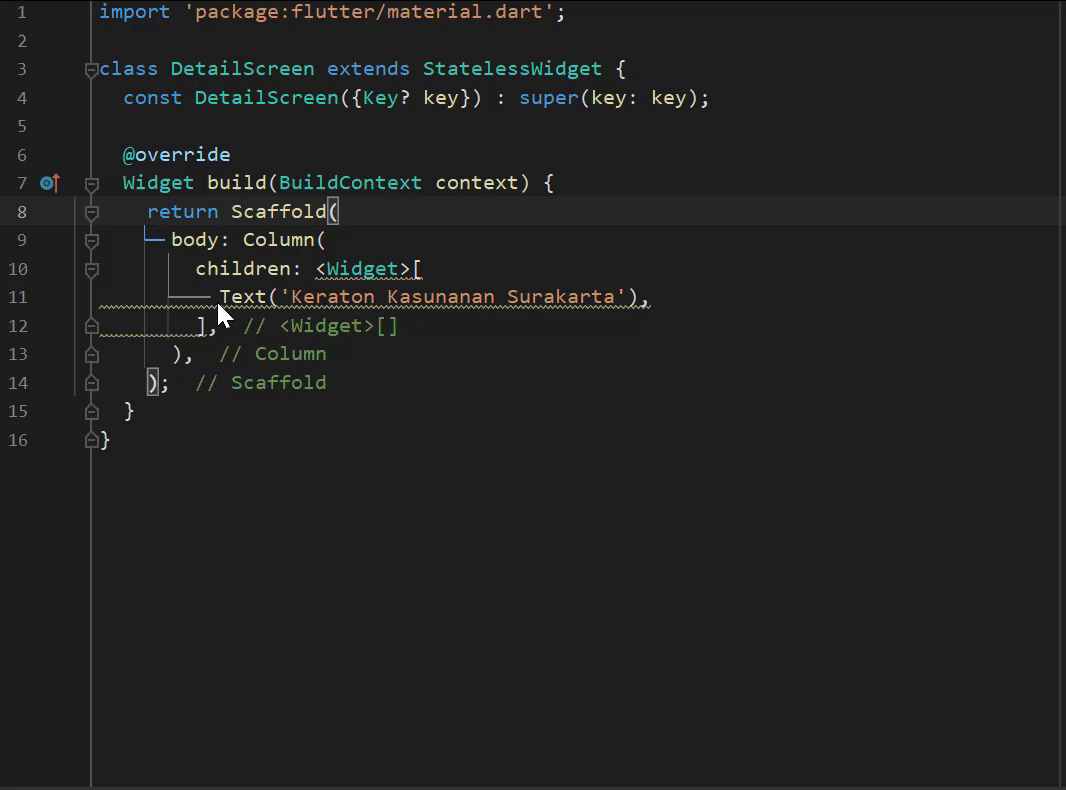 1 import 'package:flutter/material.dart';
2
3 class DetailScreen extends StatelessWidget {
4   const DetailScreen({Key? key}) : super(key: key);
5
6   @override
7   Widget build(BuildContext context) {
8     return Scaffold(
9       body: Column(
10         children: <Widget>[
11           Text('Keraton Kasunanan Surakarta'),
12         ],  // <Widget>[]
13       ),  // Column
14     );  // Scaffold
15   }
16 }